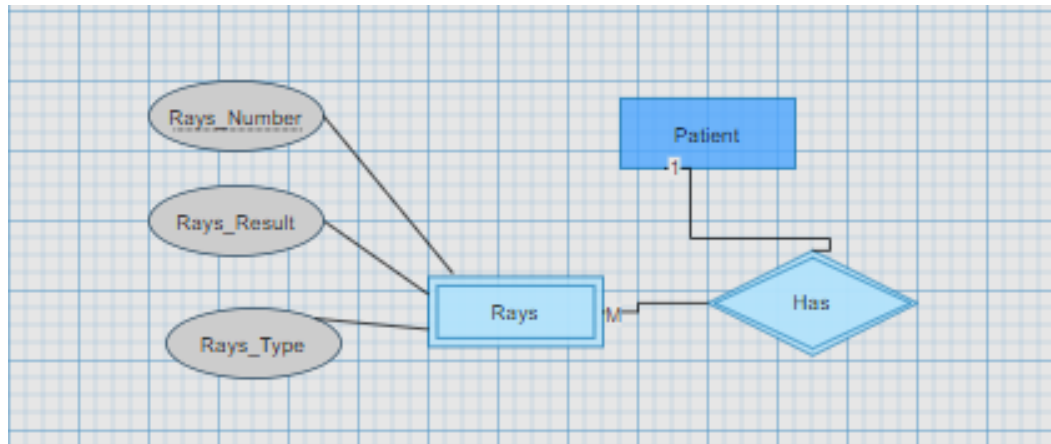 Rays_Number
Patient
1
Rays_Result
Has
Rays
M
Rays_Type